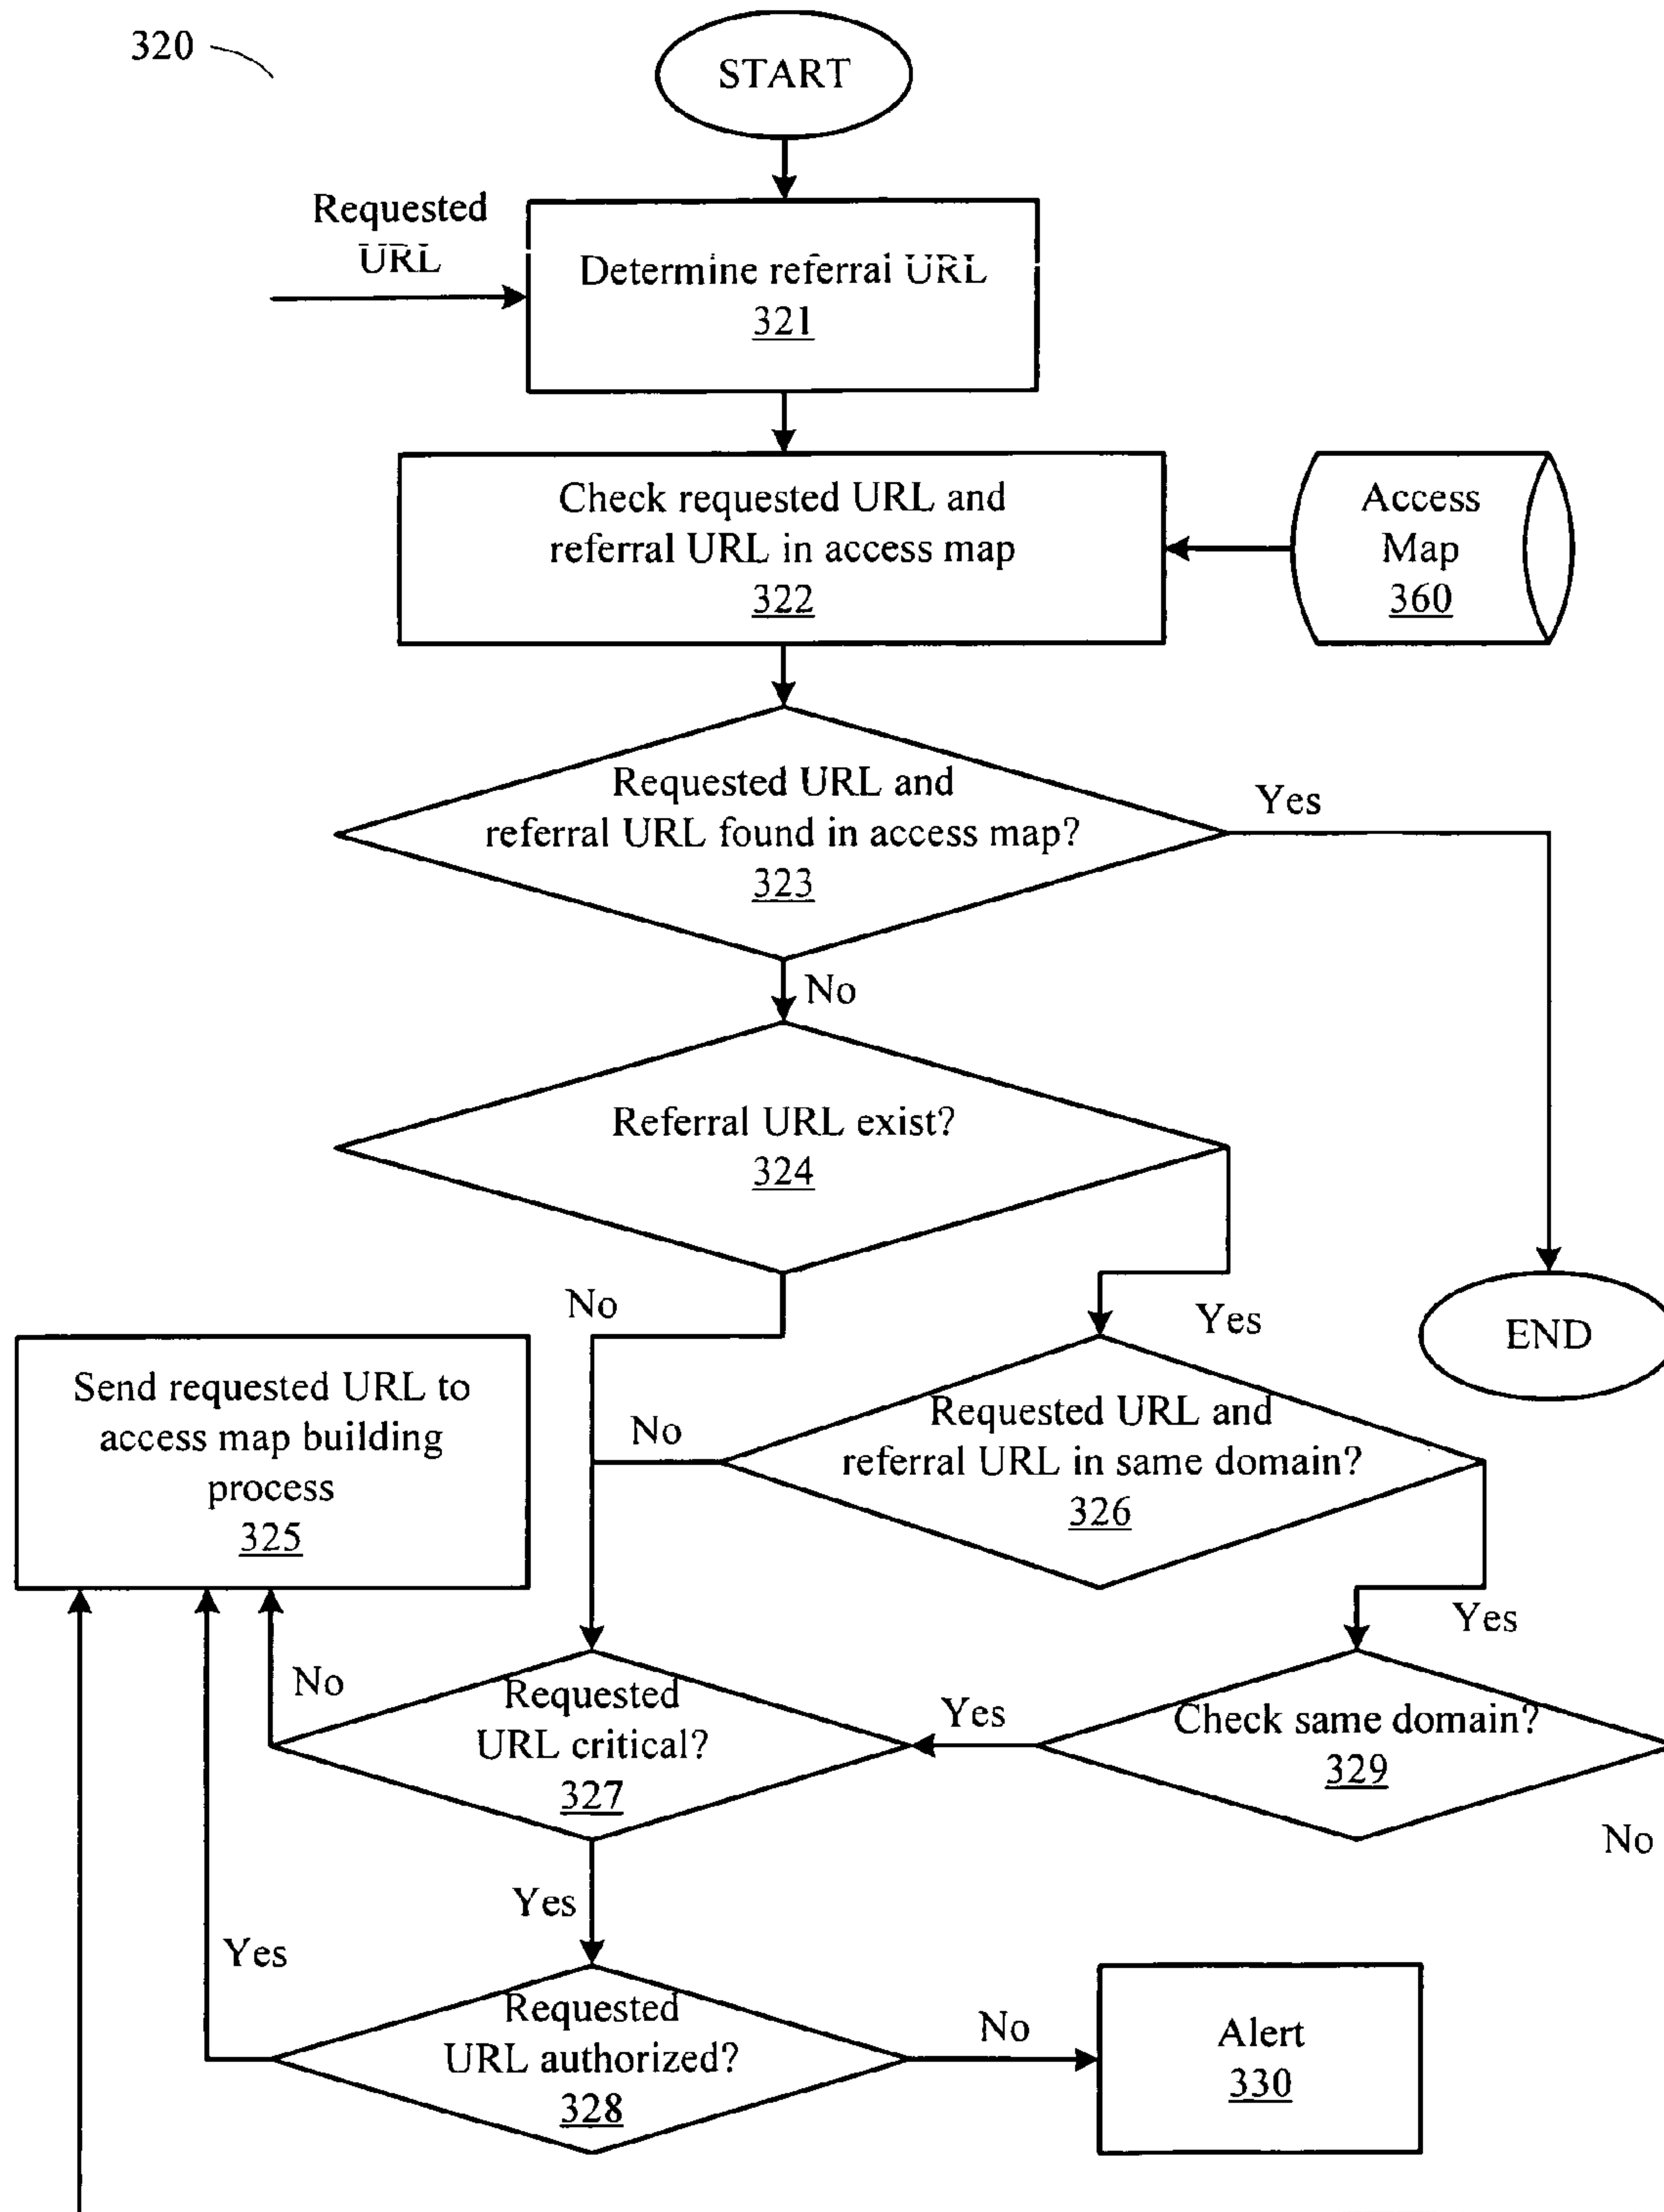 320
START
Requested
URL
Determine referral URL
321
Check requested URL and
referral URL in access map
322
Access
Map
360
Requested URL and
referral URL found in access map?
323
Yes
No
Referral URL exist?
324
No
Yes
END
Send requested URL to
access map building
process
325
No
Requested URL and
referral URL in same domain?
326
Yes
No
Requested
URL critical?
327
Yes
Check same domain?
329
No
Yes
Yes
Requested
URL authorized?
328
No
Alert
330